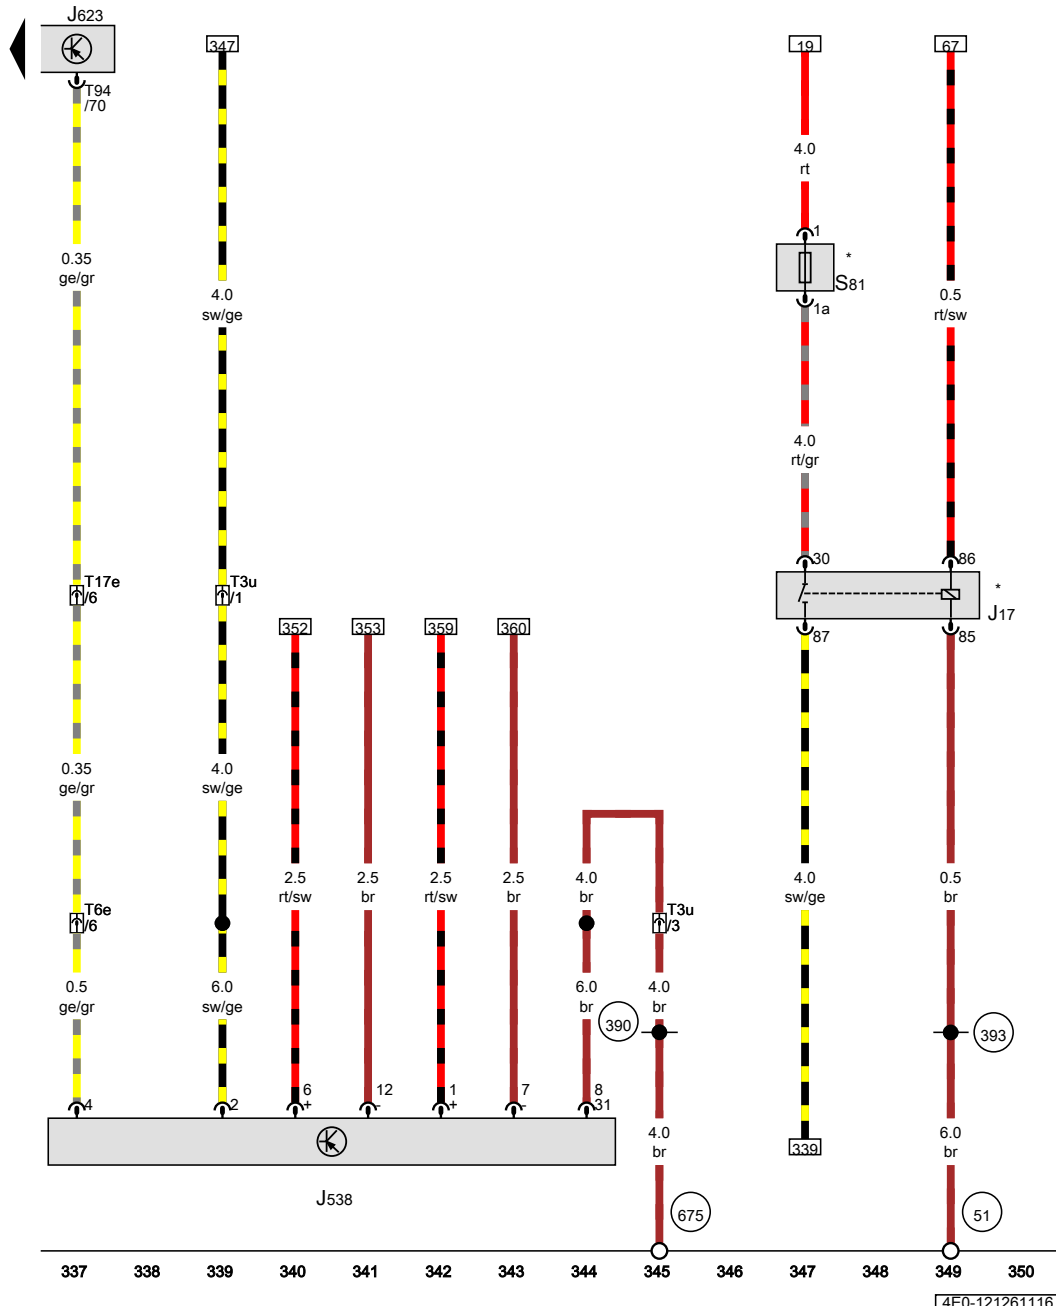 J623
T94
/70
347
19
67
4.0
rt
1
*
S81
1a
0.35
ge/gr
4.0
sw/ge
0.5
rt/sw
4.0
rt/gr
30
86
T17e
/6
T3u
/1
*
J17
87
85
352
353
359
360
0.35
ge/gr
4.0
sw/ge
2.5
rt/sw
2.5
br
2.5
rt/sw
2.5
br
4.0
br
4.0
sw/ge
0.5
br
T6e
/6
T3u
/3
0.5
ge/gr
6.0
sw/ge
6.0
br
4.0
br
390
393
4
2
6
+
12
-
1
+
7
-
8
31
4.0
br
339
6.0
br
J538
675
51
337 338 339 340 341 342 343 344 345 346 347 348 349 350
4E0-121261116